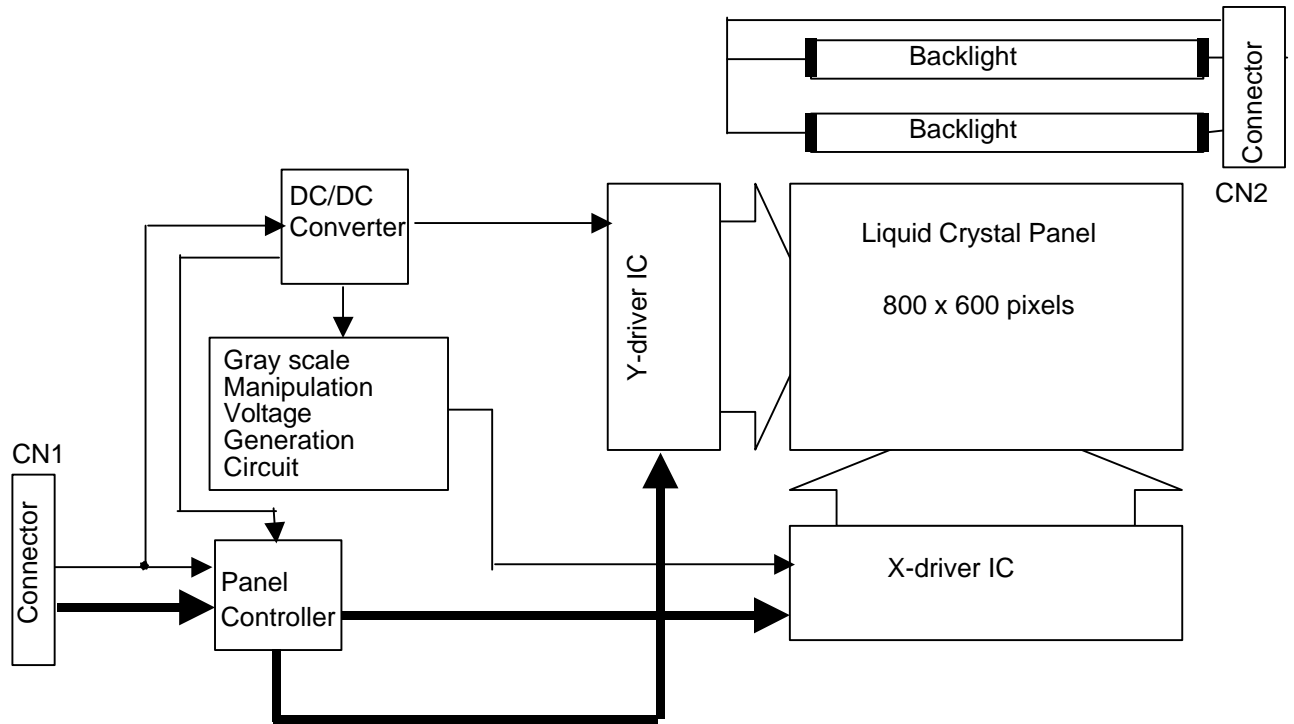 Backlight
Backlight
Connector
CN2
DC/DC
Converter
Y-driver IC
Liquid Crystal Panel
800 x 600 pixels
Gray scale
Manipulation
Voltage
Generation
Circuit
CN1
Connector
Panel
Controller
X-driver IC